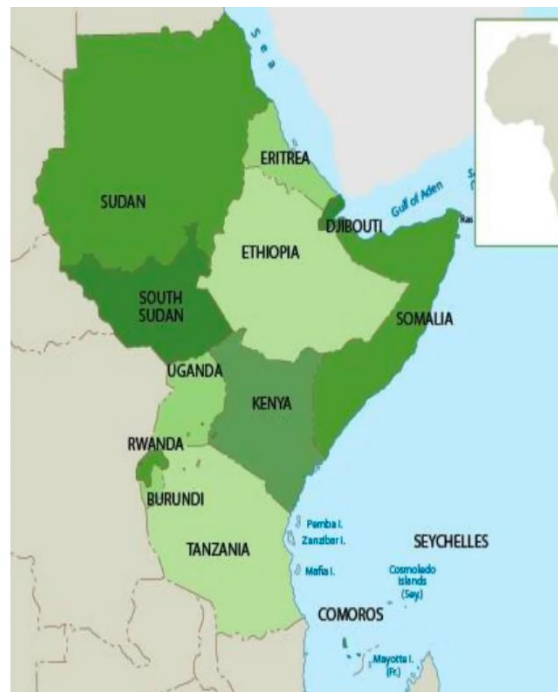 Sea
ERITREA
SUDAN
Gulf of Aden
DJIBOUTI
ETHIOPIA
SOUTH
SUDAN
SOMALIA
UGANDA
KENYA
RWANDA
BURUNDI
Pemba I.
Zanzibar I.
TANZANIA
SEYCHELLES
Mafia I.
Cosmoledo
Islands
(Sey.)
COMOROS
Mayotte I.
(Fr.)